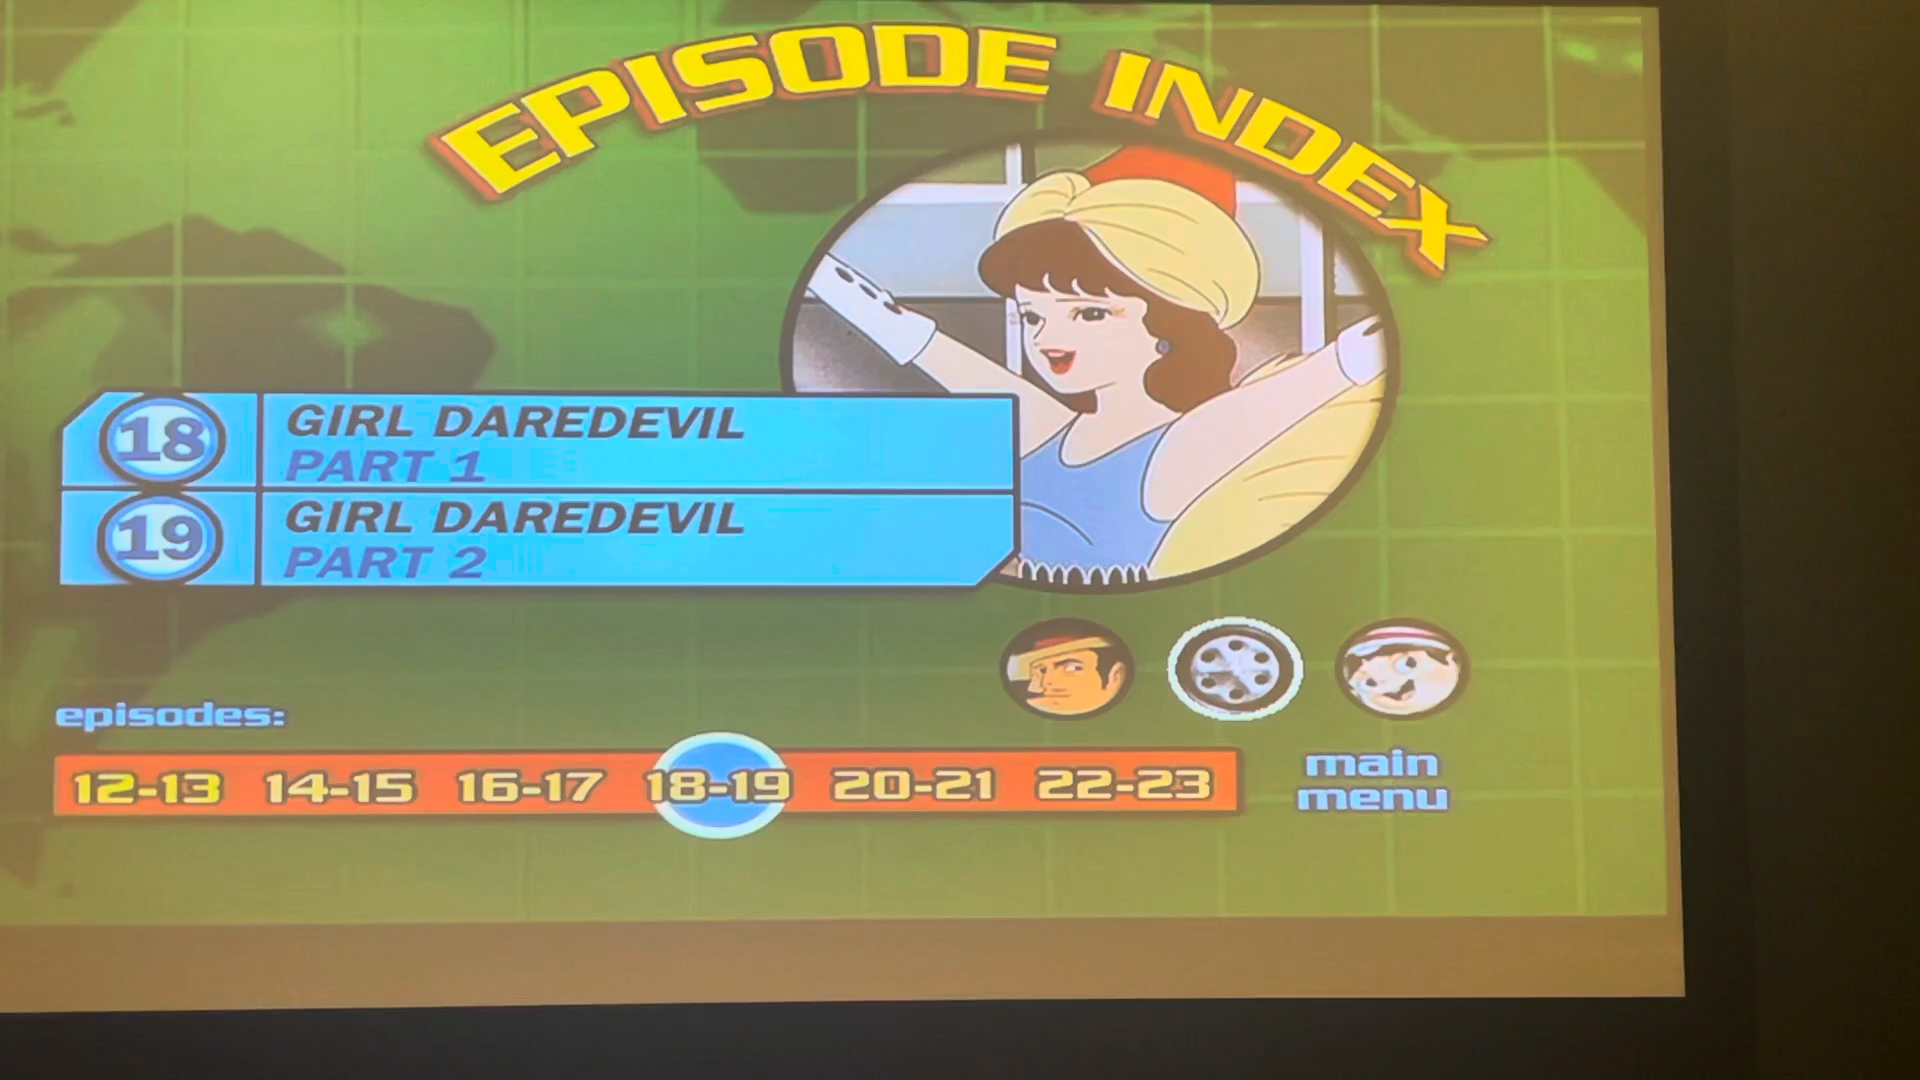 EPISODE INDEX
18 GIRL DAREDEVIL
PART 1
19 GIRL DAREDEVIL
PART 2
episodes:
12-13 14-15 16-17 18-19 20-21 22-23
main
menu